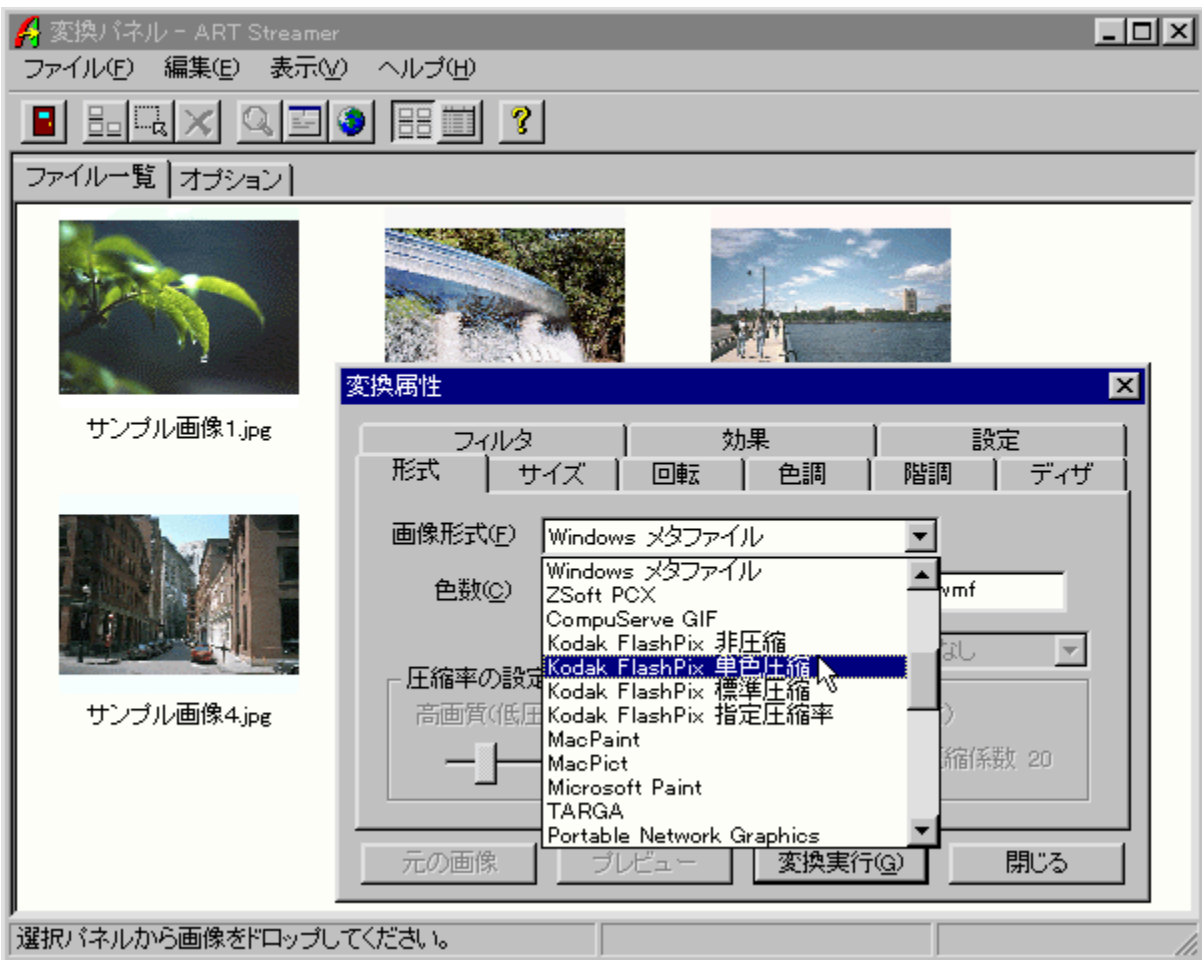 変換パネル - ART Streamer
ファイル(F) 編集(E) 表示(V) ヘルプ(H)
ファイル一覧 オプション
サンプル画像1.jpg
サンプル画像4.jpg
変換属性
フィルタ 効果 設定
形式 サイズ 回転 色調 階調 ディザ
画像形式(F) Windows メタファイル
色数(C)
Windows メタファイル
ZSoft PCX
CompuServe GIF
Kodak FlashPix 非圧縮
Kodak FlashPix 単色圧縮
Kodak FlashPix 標準圧縮
Kodak FlashPix 指定圧縮率
MacPaint
MacPict
Microsoft Paint
TARGA
Portable Network Graphics
なし
圧縮率の設定
高画質(低圧
縮係数 20
元の画像 プレビュー 変換実行(G) 閉じる
選択パネルから画像をドロップしてください。